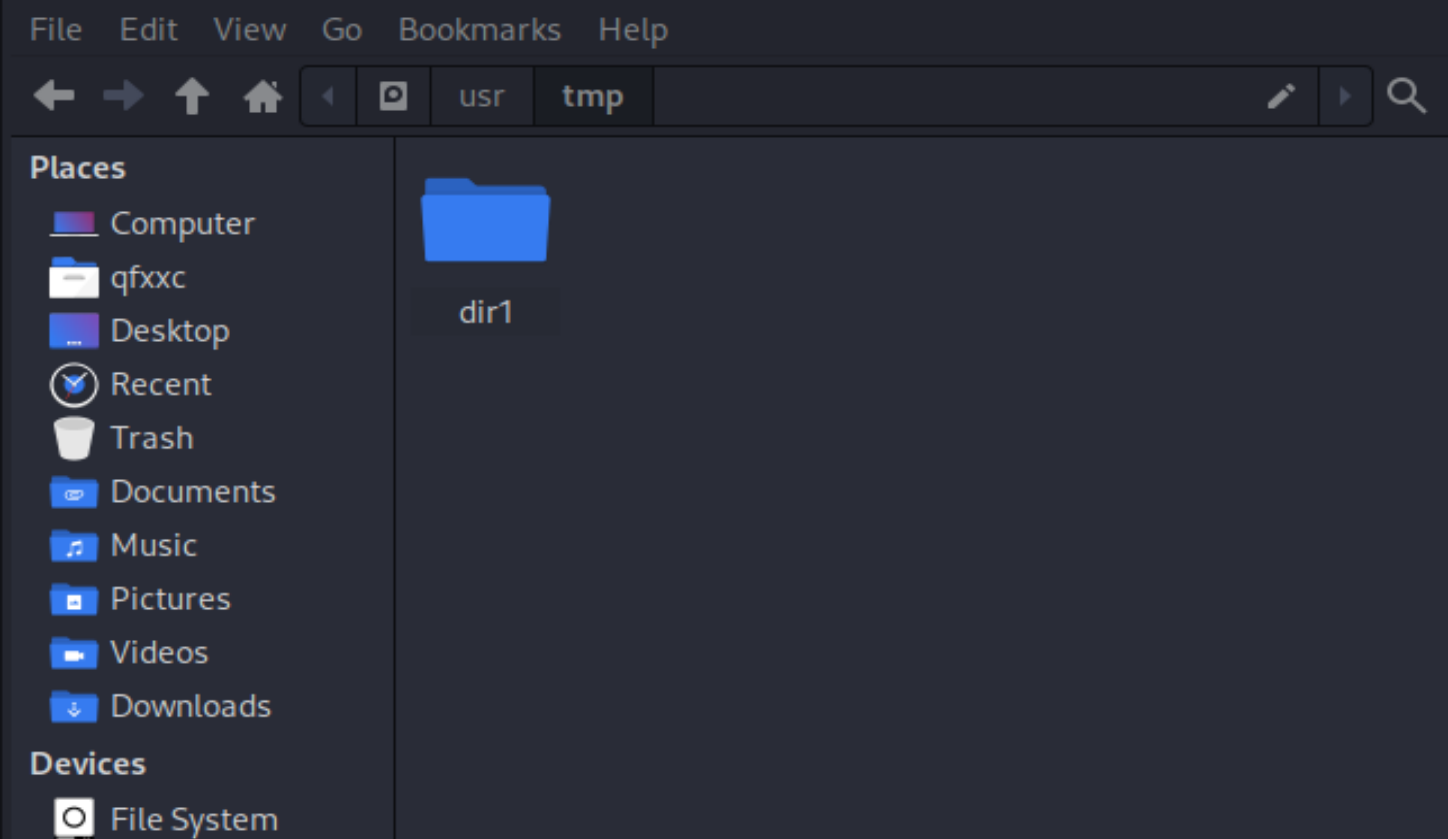 File Edit View Go Bookmarks Help
usr tmp
Places
Computer
qfxxc
Desktop
Recent
Trash
Documents
Music
Pictures
Videos
Downloads
Devices
File System
dir1